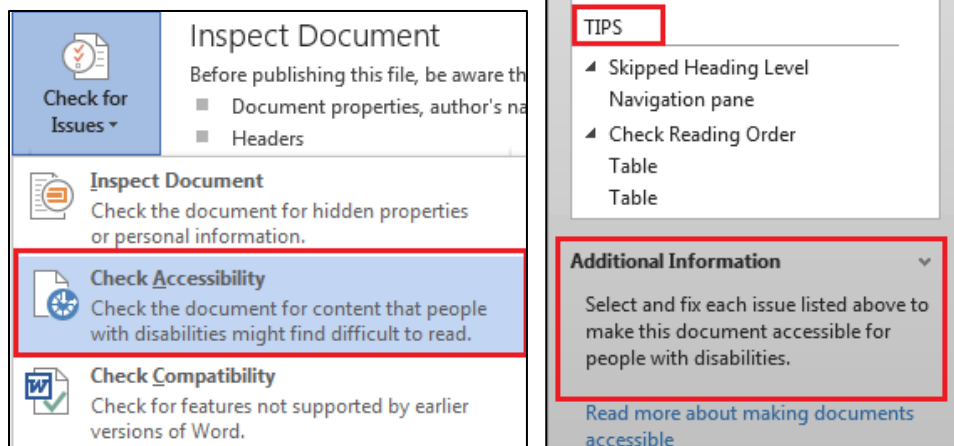 Check for
Issues
Inspect Document
Before publishing this file, be aware th
Document properties, author's na
Headers
Inspect Document
Check the document for hidden properties
or personal information.
Check Accessibility
Check the document for content that people
with disabilities might find difficult to read.
Check Compatibility
Check for features not supported by earlier
versions of Word.
TIPS
Skipped Heading Level
Navigation pane
Check Reading Order
Table
Table
Additional Information
Select and fix each issue listed above to
make this document accessible for
people with disabilities.
Read more about making documents
accessible